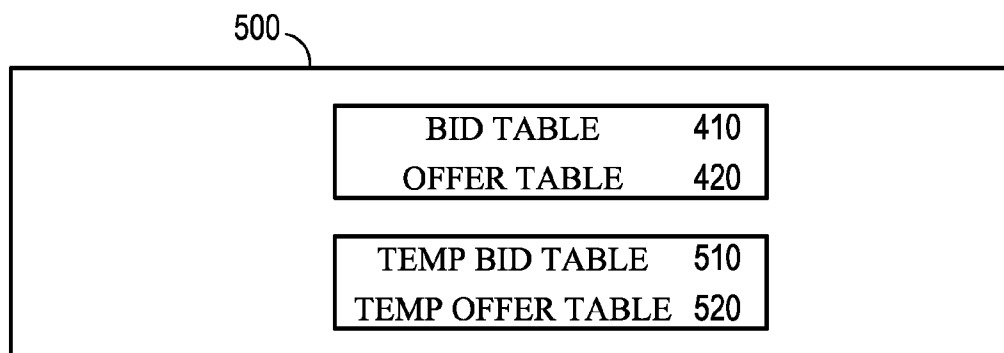 500
BID TABLE 410
OFFER TABLE 420
TEMP BID TABLE 510
TEMP OFFER TABLE 520